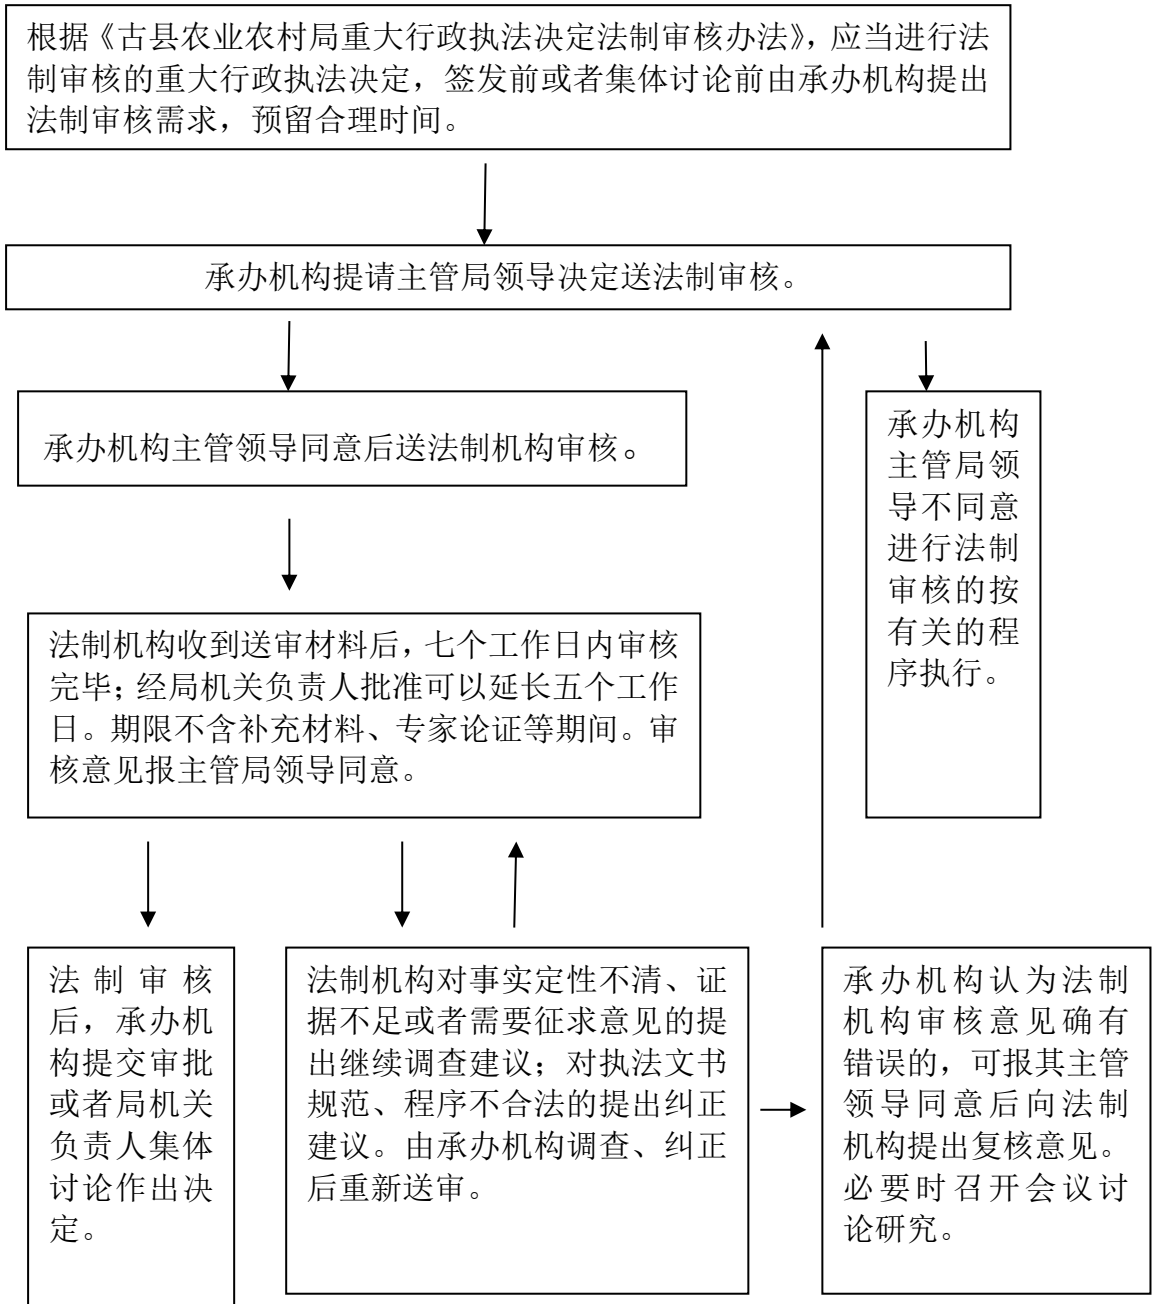 根据《古县农业农村局重大行政执法决定法制审核办法》，应当进行法
制审核的重大行政执法决定，签发前或者集体讨论前由承办机构提出
法制审核需求，预留合理时间。
承办机构提请主管局领导决定送法制审核。
承办机构主管领导同意后送法制机构审核。
承办机构
主管局领
导不同意
进行法制
审核的按
有关的程
序执行。
法制机构收到送审材料后，七个工作日内审核
完毕；经局机关负责人批准可以延长五个工作
日。期限不含补充材料、专家论证等期间。审
核意见报主管局领导同意。
法制审核
后，承办机
构提交审批
或者局机关
负责人集体
讨论作出决
定。
法制机构对事实定性不清、证
据不足或者需要征求意见的提
出继续调查建议；对执法文书
规范、程序不合法的提出纠正
建议。由承办机构调查、纠正
后重新送审。
承办机构认为法制
机构审核意见确有
错误的，可报其主管
领导同意后向法制
机构提出复核意见。
必要时召开会议讨
论研究。